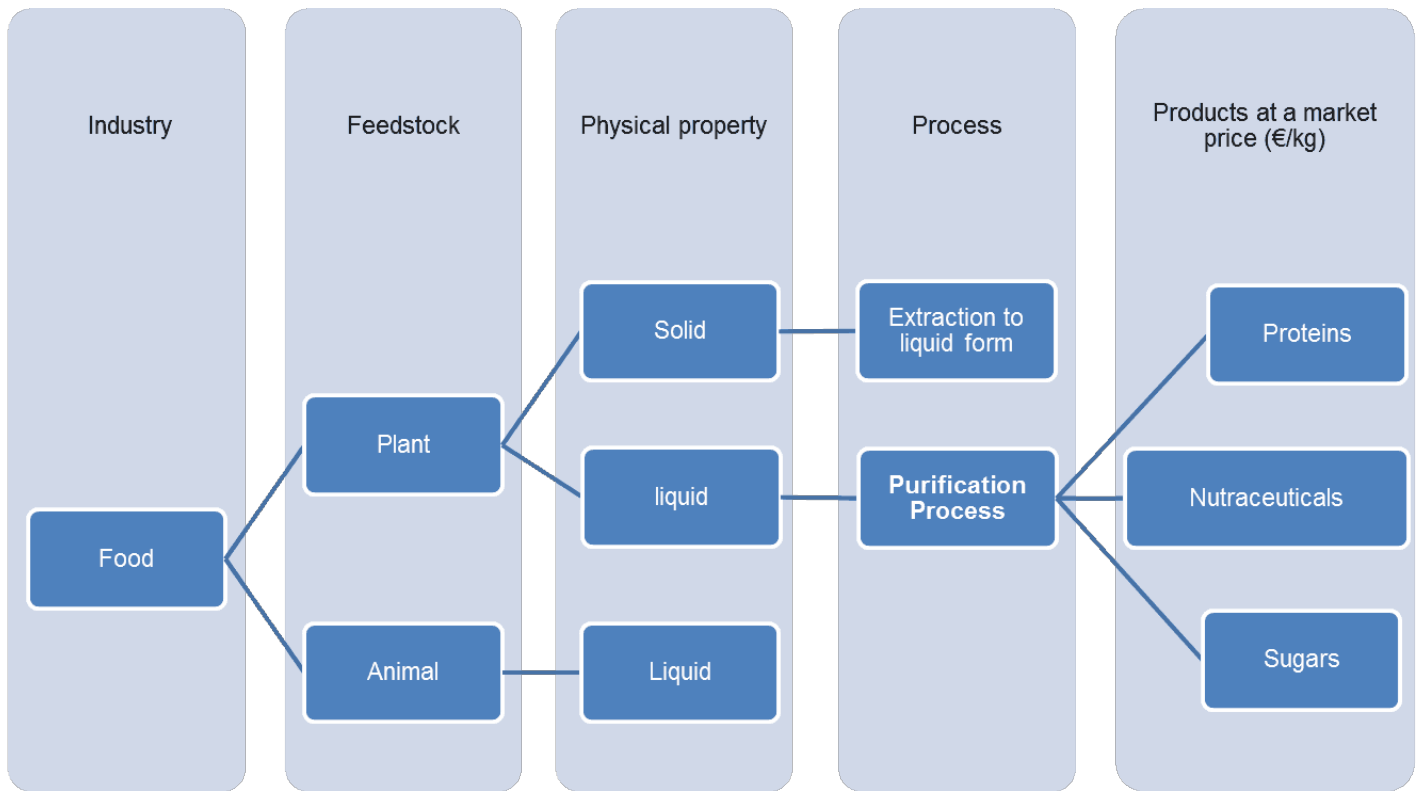 Industry
Feedstock
Physical property
Process
Products at a market
price (€/kg)
Food
Plant
Animal
Solid
liquid
Liquid
Extraction to
liquid form
Purification
Process
Proteins
Nutraceuticals
Sugars